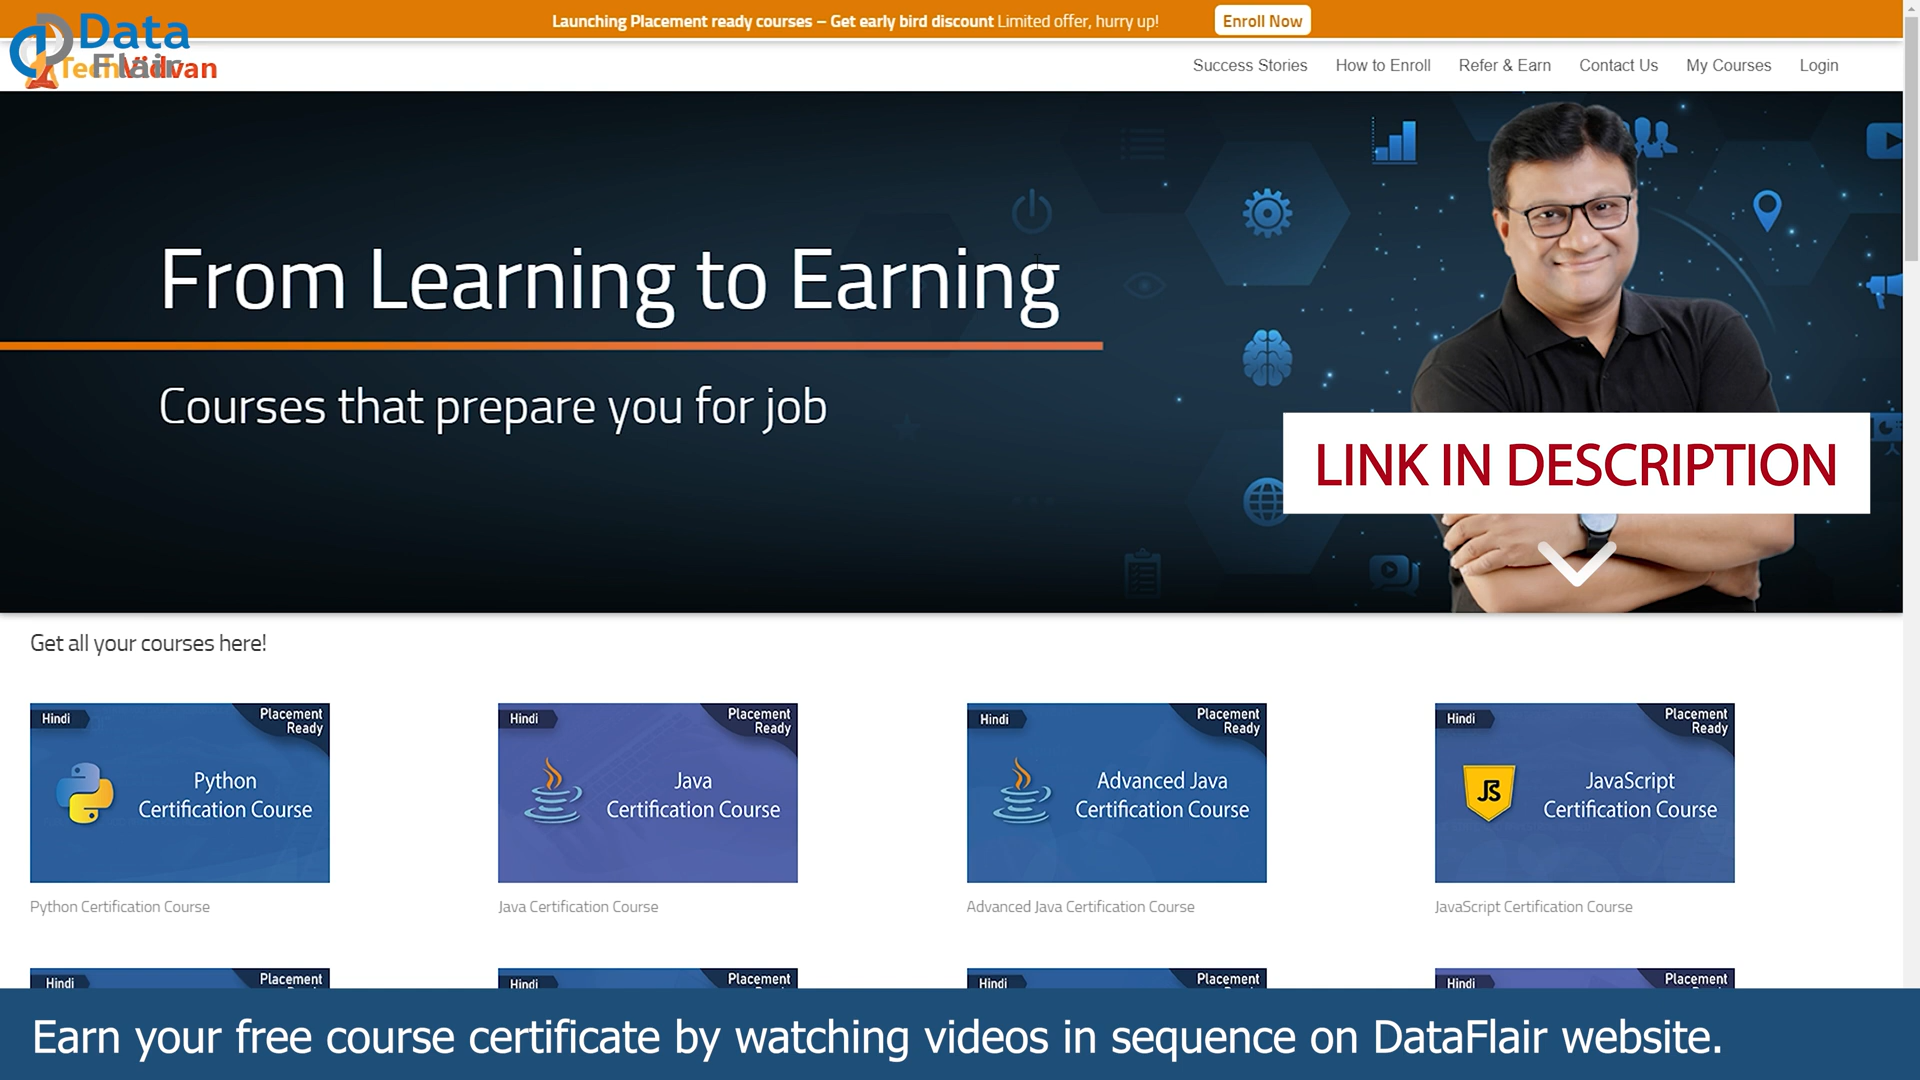 Launching Placement ready courses – Get early bird discount Limited offer, hurry up!
Enroll Now
Data
Flair
TechVidvan
Success Stories
How to Enroll
Refer & Earn
Contact Us
My Courses
Login
From Learning to Earning
Courses that prepare you for job
LINK IN DESCRIPTION
Get all your courses here!
Hindi
Placement
Ready
Python
Certification Course
Hindi
Placement
Ready
Java
Certification Course
Hindi
Placement
Ready
Advanced Java
Certification Course
Hindi
Placement
Ready
JS
JavaScript
Certification Course
Python Certification Course
Java Certification Course
Advanced Java Certification Course
JavaScript Certification Course
Hindi
Placement
Hindi
Placement
Hindi
Placement
Hindi
Placement
Earn your free course certificate by watching videos in sequence on DataFlair website.